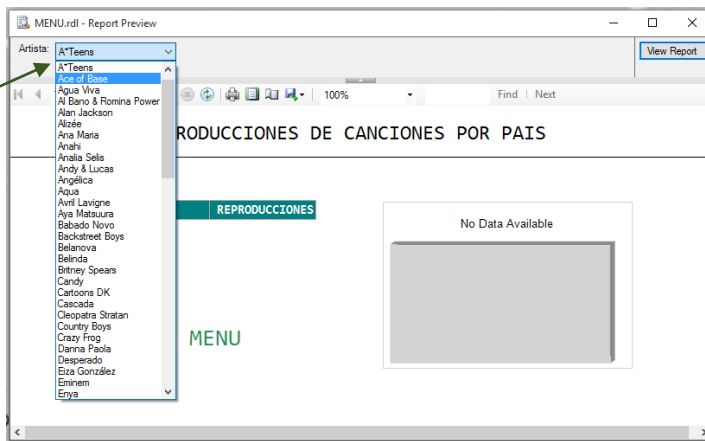 MENU.rdl - Report Preview
Artista: A*Teens
View Report
A*Teens
Ace of Base
Agua Viva
Al Bano & Romina Power
Alan Jackson
Alizée
Ana Maria
Anahi
Analia Selis
Andy & Lucas
Angélica
Aqua
Avril Lavigne
Aya Matsuura
Babado Novo
Backstreet Boys
Belanova
Belinda
Britney Spears
Candy
Cartoons DK
Cascada
Cleopatra Stratan
Country Boys
Crazy Frog
Danna Paola
Desperado
Eiza González
Eminem
Enya
100%
Find | Next
RODUCCIONES DE CANCIONES POR PAIS
REPRODUCCIONES
No Data Available
MENU